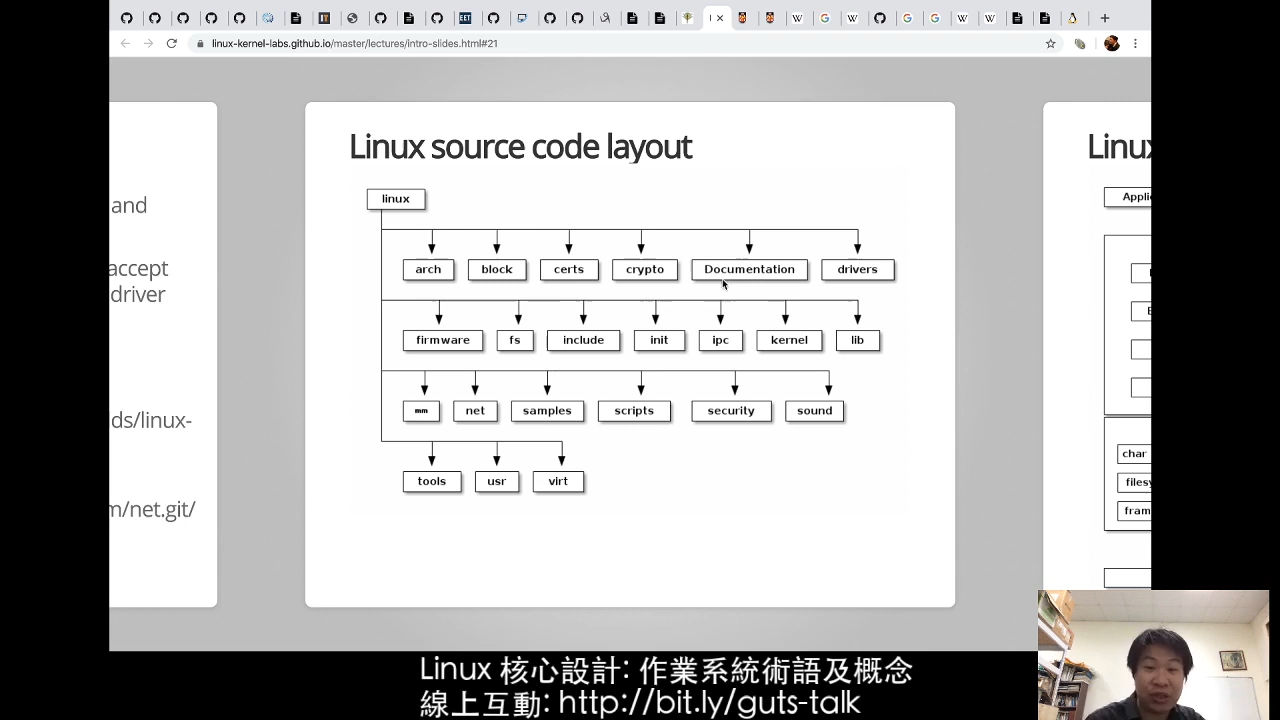 linux-kernel-labs.github.io/master/lectures/intro-slides.html#21
and
accept
driver
ds/linux-
m/net.git/
Linux source code layout
linux
arch block certs crypto Documentation drivers
firmware fs include init ipc kernel lib
mm net samples scripts security sound
tools usr virt
Linux
Applic
char
filesy
fram
Linux 核心設計: 作業系統術語及概念
線上互動: http://bit.ly/guts-talk